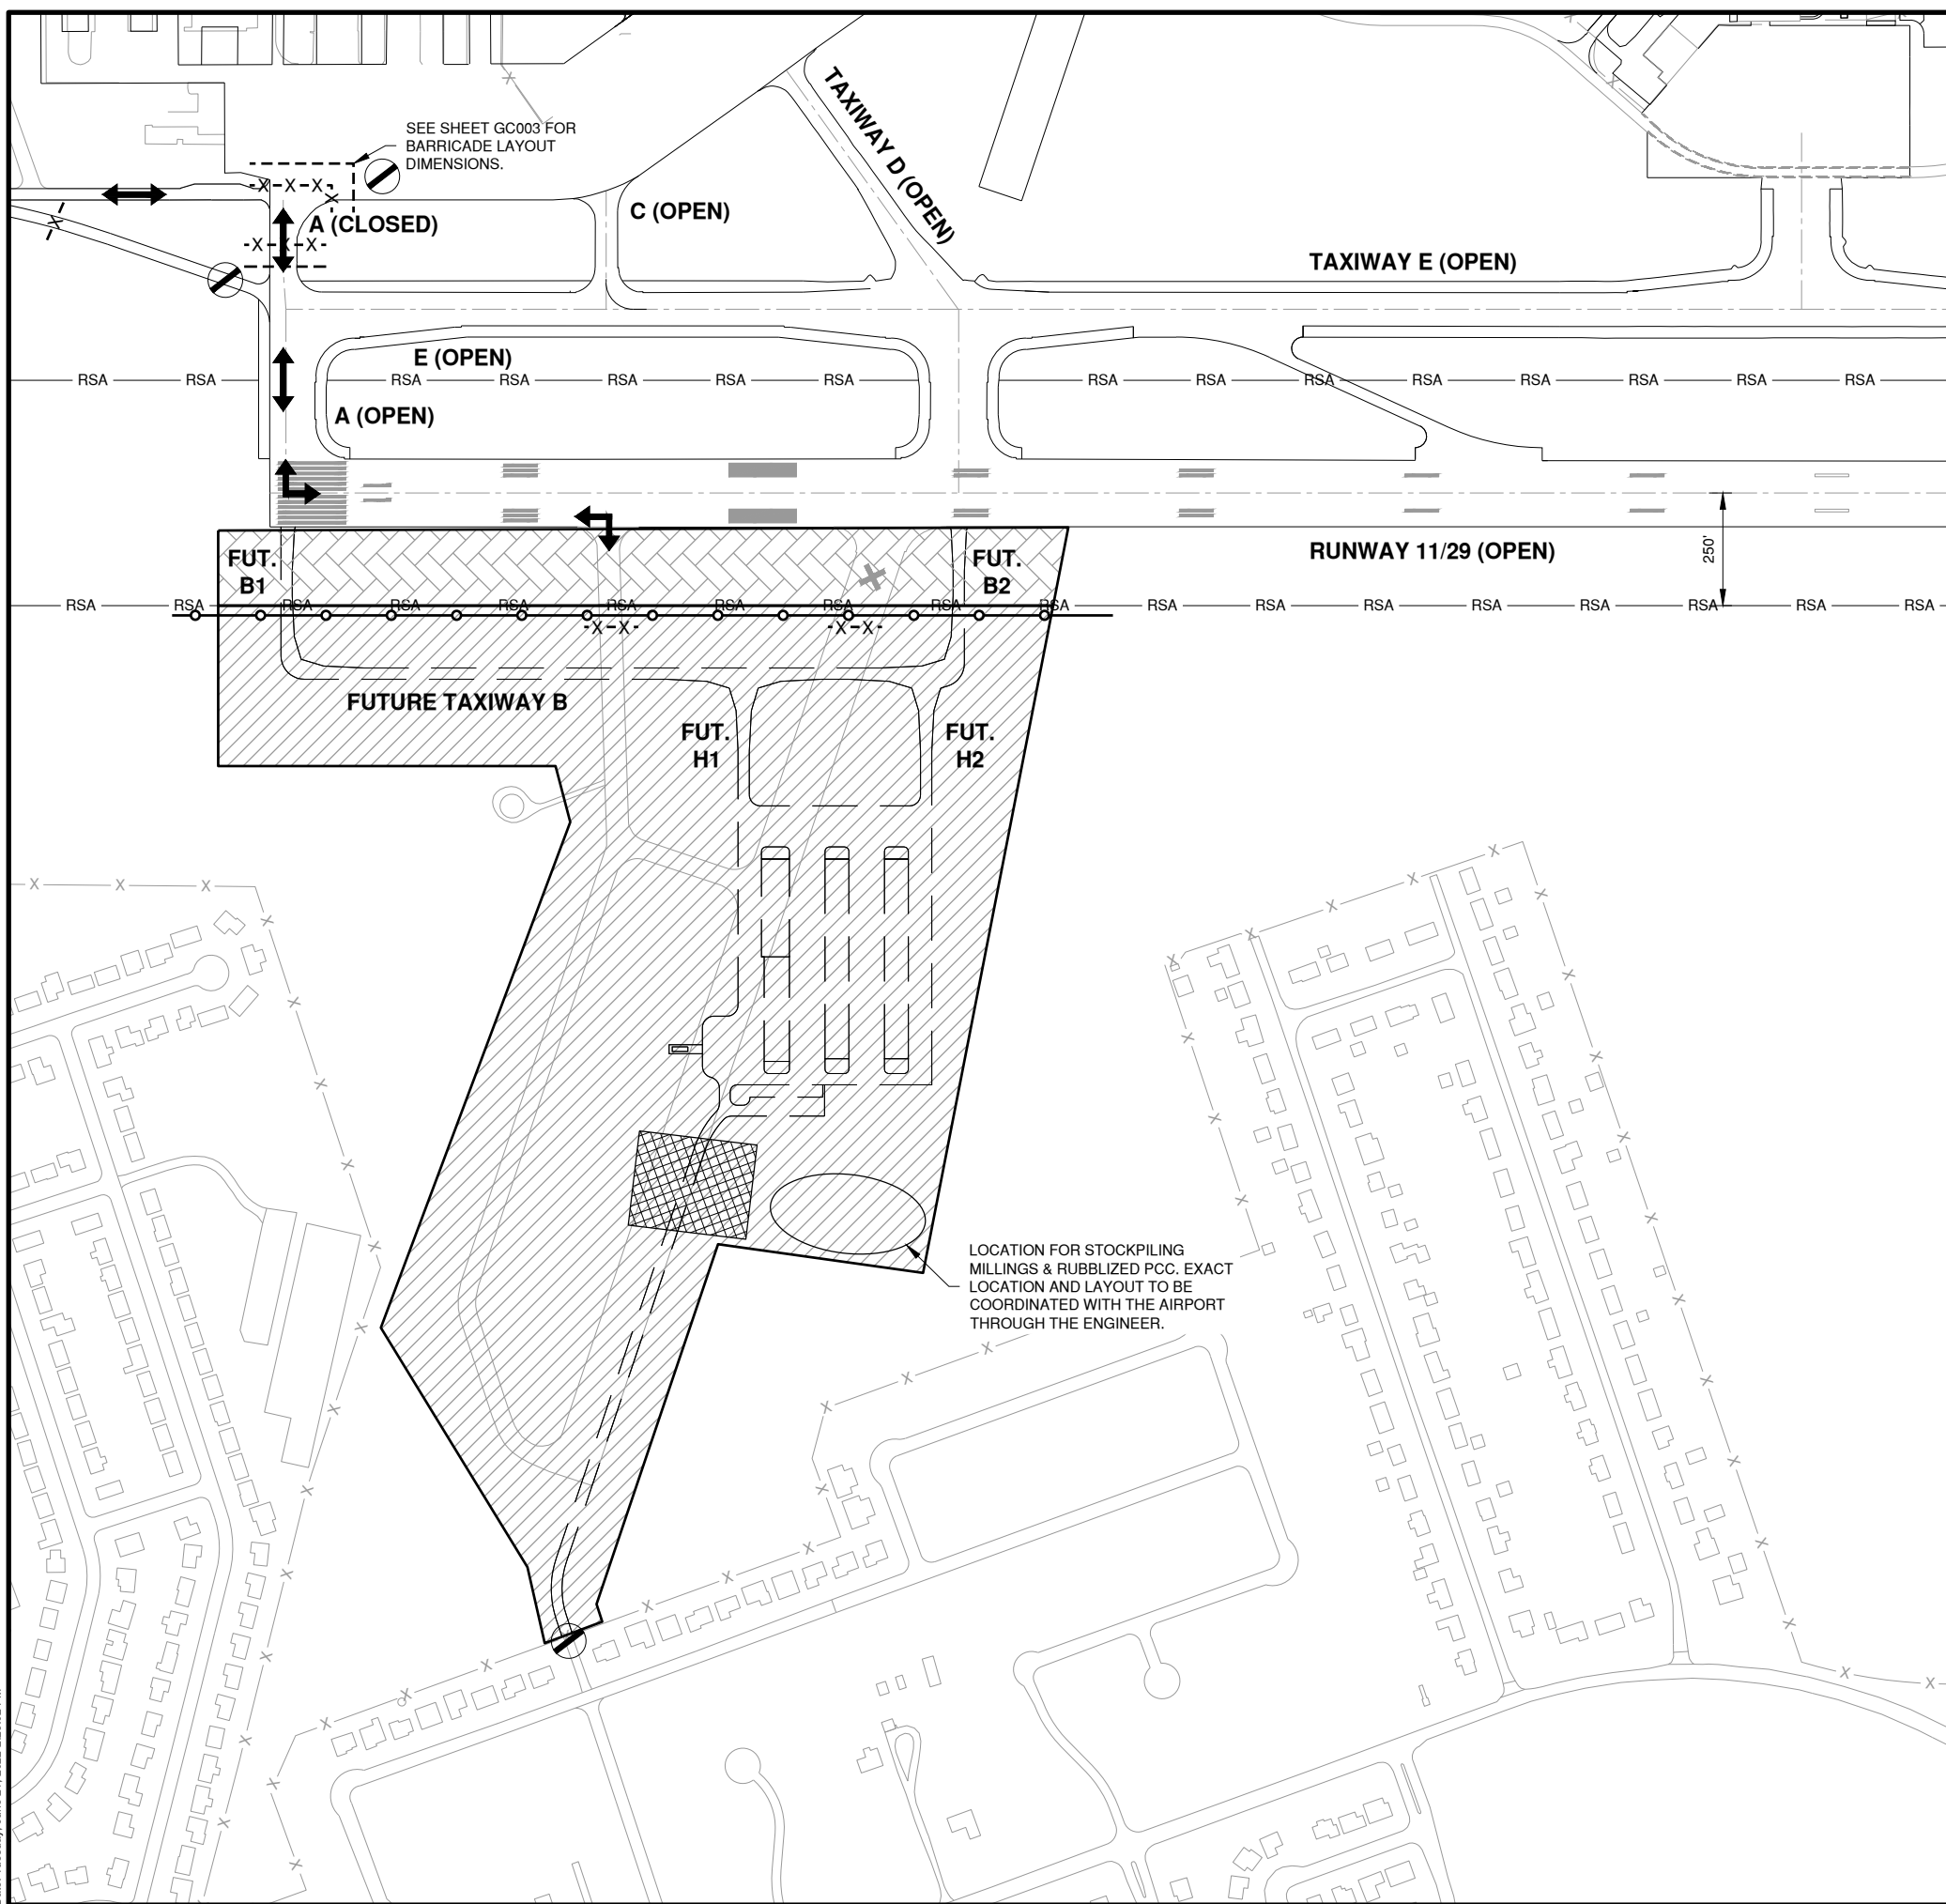 SEE SHEET GC003 FOR
BARRICADE LAYOUT
DIMENSIONS.
TAXIWAY D (OPEN)
A (CLOSED)
C (OPEN)
TAXIWAY E (OPEN)
E (OPEN)
RSA RSA RSA RSA RSA RSA RSA RSA RSA RSA RSA RSA RSA RSA RSA
A (OPEN)
RUNWAY 11/29 (OPEN)
250'
FUT.
B1
FUT.
B2
RSA RSA RSA RSA RSA RSA RSA RSA RSA RSA RSA RSA RSA RSA RSA RSA RSA RSA
FUTURE TAXIWAY B
FUT.
H1
FUT.
H2
LOCATION FOR STOCKPILING
MILLINGS & RUBBLIZED PCC. EXACT
LOCATION AND LAYOUT TO BE
COORDINATED WITH THE AIRPORT
THROUGH THE ENGINEER.